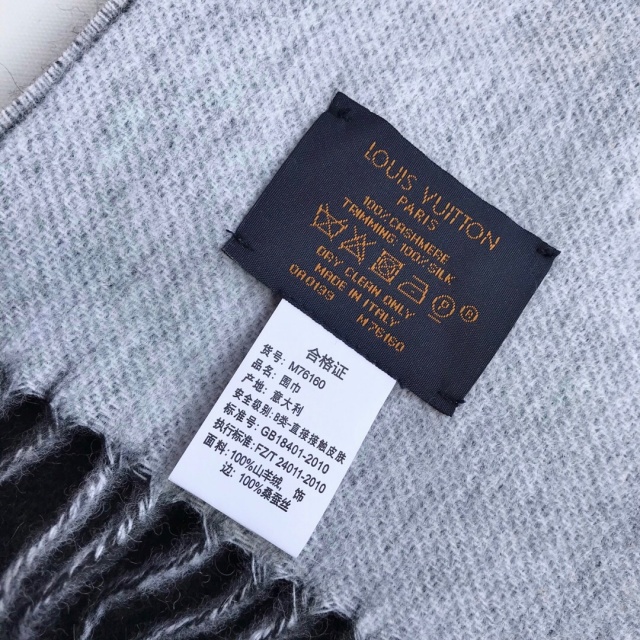 LOUIS VUITTON
PARIS
100%CASHMERE
TRIMMING 100%SILK
DRY CLEAN ONLY
MADE IN ITALY
M76160
合格证
货号: M76160
品名: 围巾
产地: 意大利
安全级别: B类-直接接触皮肤
标准号: GB18401-2010
执行标准: FZ/T 24011-2010
面料: 100%山羊绒, 饰
边: 100%桑蚕丝